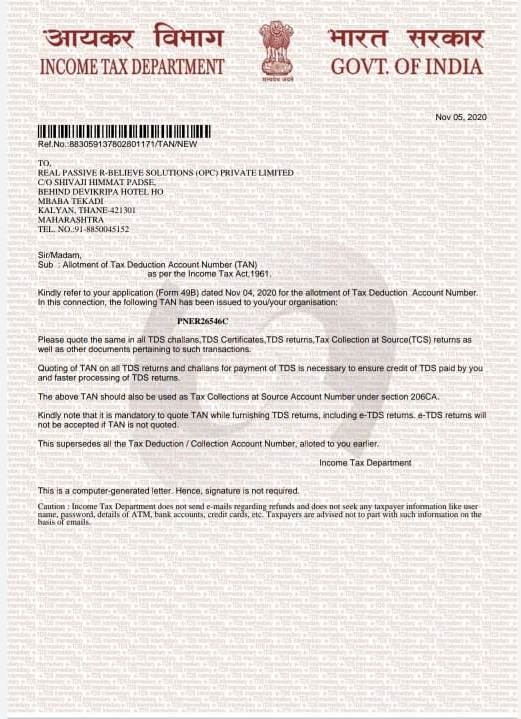 आयकर विभाग
INCOME TAX DEPARTMENT
सत्यमेव जयते
भारत सरकार
GOVT. OF INDIA
Nov 05, 2020
Ref.No.:883059137802801171/TAN/NEW
TO,
REAL PASSIVE R-BELIEVE SOLUTIONS (OPC) PRIVATE LIMITED
C/O SHIVAJI HIMMAT PADSE,
BEHIND DEVIKRIPA HOTEL HO
MBABA TEKADI
KALYAN, THANE-421301
MAHARASHTRA
TEL. NO.:91-8850045152
Sir/Madam,
Sub : Allotment of Tax Deduction Account Number (TAN)
as per the Income Tax Act,1961.
Kindly refer to your application (Form 49B) dated Nov 04, 2020 for the allotment of Tax Deduction Account Number.
In this connection, the following TAN has been issued to you/your organisation:
PNER26546C
Please quote the same in all TDS challans,TDS Certificates,TDS returns,Tax Collection at Source(TCS) returns as
well as other documents pertaining to such transactions.
Quoting of TAN on all TDS returns and challans for payment of TDS is necessary to ensure credit of TDS paid by you
and faster processing of TDS returns.
The above TAN should also be used as Tax Collections at Source Account Number under section 206CA.
Kindly note that it is mandatory to quote TAN while furnishing TDS returns, including e-TDS returns. e-TDS returns will
not be accepted if TAN is not quoted.
This supersedes all the Tax Deduction / Collection Account Number, alloted to you earlier.
Income Tax Department
This is a computer-generated letter. Hence, signature is not required.
Caution : Income Tax Department does not send e-mails regarding refunds and does not seek any taxpayer information like user
name, password, details of ATM, bank accounts, credit cards, etc. Taxpayers are advised not to part with such information on the
basis of emails.